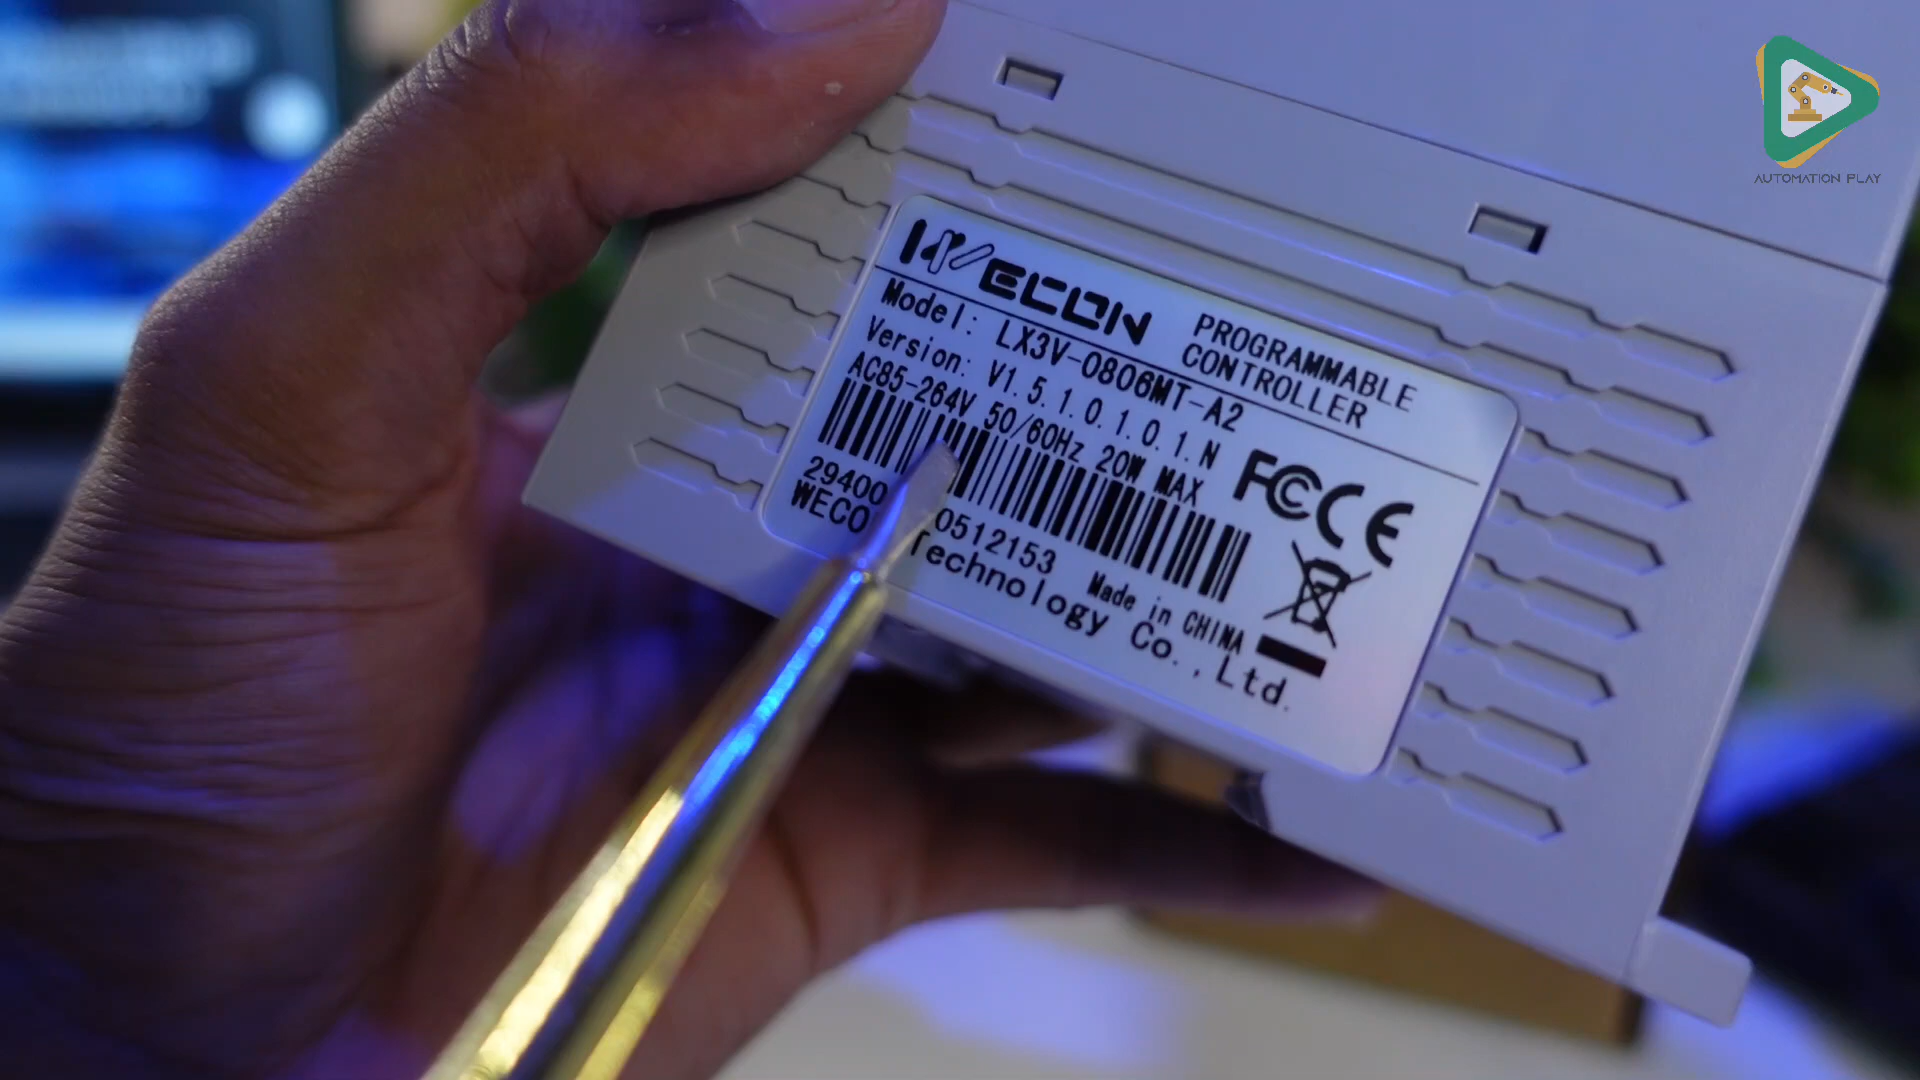 WECON
PROGRAMMABLE
CONTROLLER
Model: LX3V-0806MT-A2
Version: V1.5.1.0.1.0.1.N
AC85-264V 50/60Hz 20W MAX
FC CE
29400 0512153
Made in CHINA
WECO Technology Co.,Ltd.
AUTOMATION PLAY